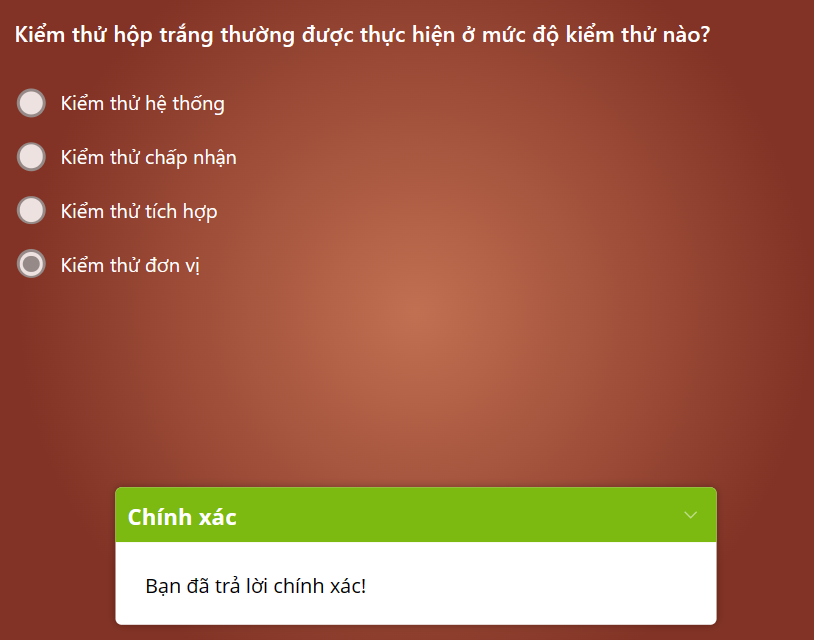 Kiểm thử hộp trắng thường được thực hiện ở mức độ kiểm thử nào?
Kiểm thử hệ thống
Kiểm thử chấp nhận
Kiểm thử tích hợp
Kiểm thử đơn vị
Chính xác
Bạn đã trả lời chính xác!